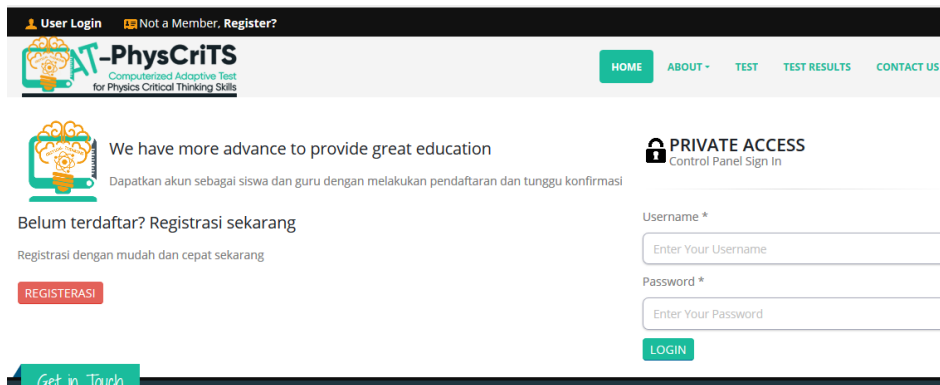 User Login Not a Member, Register?
AT-PhysCriTS
Computerized Adaptive Test
for Physics Critical Thinking Skills
HOME ABOUT TEST TEST RESULTS CONTACT US
We have more advance to provide great education
Dapatkan akun sebagai siswa dan guru dengan melakukan pendaftaran dan tunggu konfirmasi
Belum terdaftar? Registrasi sekarang
Registrasi dengan mudah dan cepat sekarang
REGISTERASI
PRIVATE ACCESS
Control Panel Sign In
Username *
Enter Your Username
Password *
Enter Your Password
LOGIN
Get in Touch